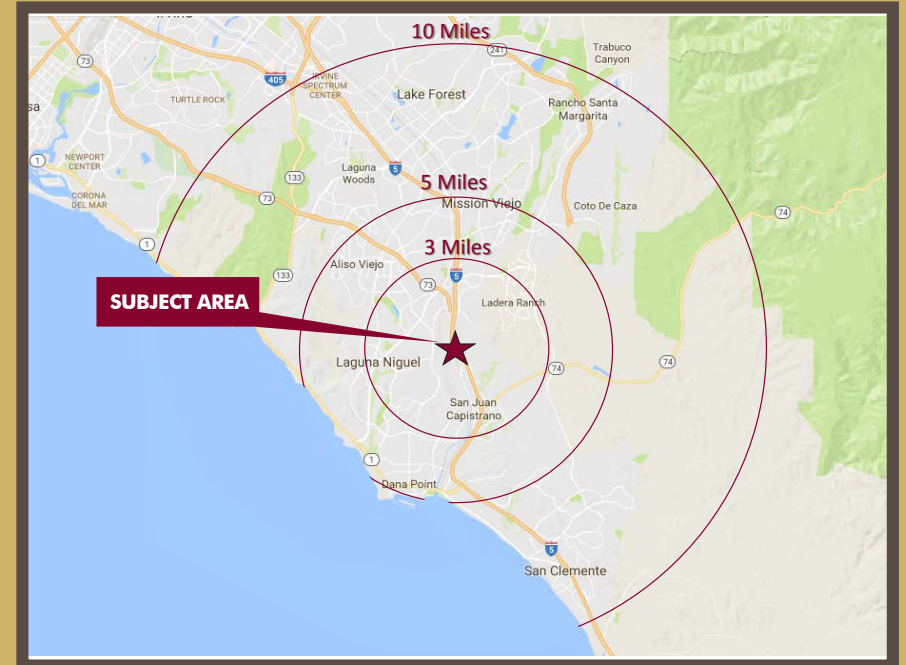 10 Miles
Trabuco
Canyon
241
73
405
IRVINE
SPECTRUM
CENTER
TURTLE ROCK
Lake Forest
Rancho Santa
Margarita
sa
1
NEWPORT
CENTER
Laguna
Woods
5
133
5 Miles
CORONA
DEL MAR
73
Mission Viejo
Coto De Caza
74
1
3 Miles
Aliso Viejo
133
5
73
SUBJECT AREA
Ladera Ranch
Laguna Niguel
74
74
San Juan
Capistrano
1
Dana Point
5
San Clemente